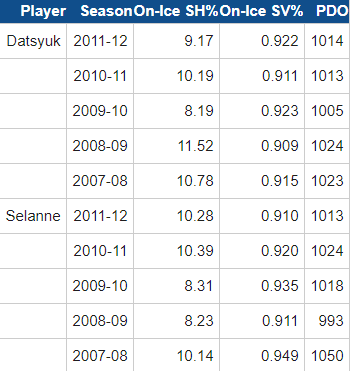 Player Season On-Ice SH% On-Ice SV% PDO
Datsyuk 2011-12 9.17 0.922 1014
2010-11 10.19 0.911 1013
2009-10 8.19 0.923 1005
2008-09 11.52 0.909 1024
2007-08 10.78 0.915 1023
Selanne 2011-12 10.28 0.910 1013
2010-11 10.39 0.920 1024
2009-10 8.31 0.935 1018
2008-09 8.23 0.911 993
2007-08 10.14 0.949 1050